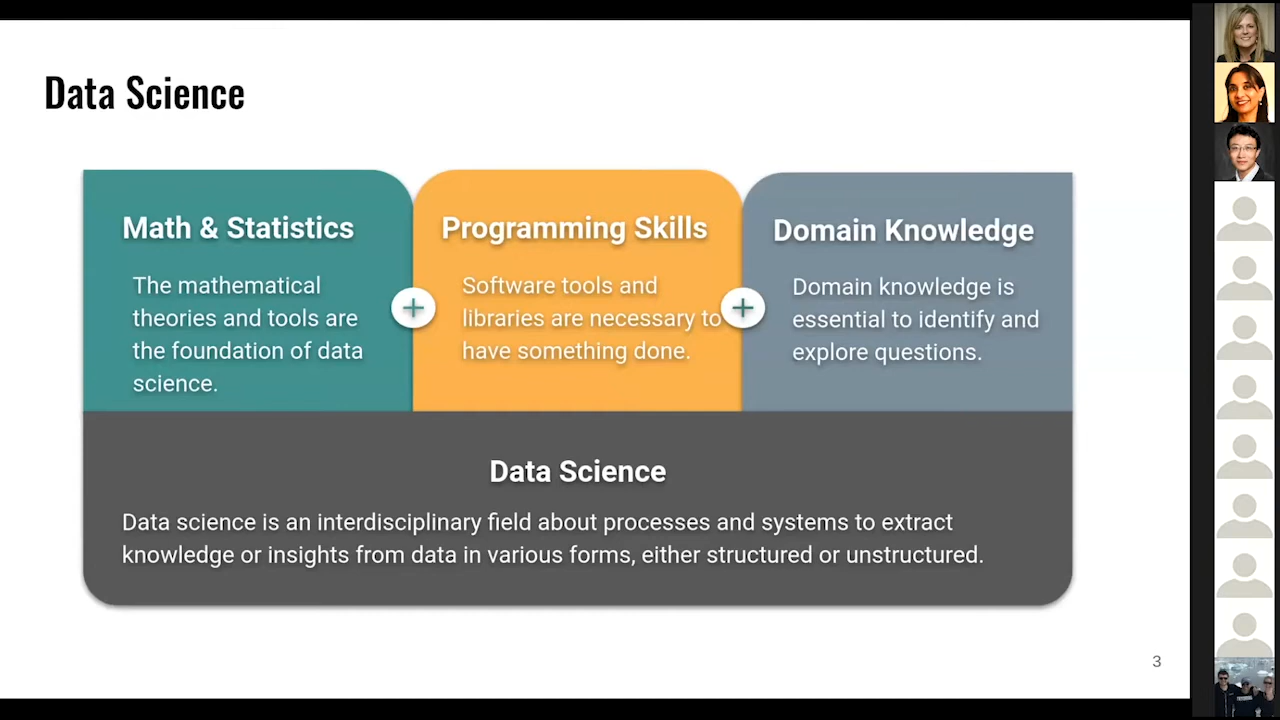 Data Science
Math & Statistics
The mathematical
theories and tools are
the foundation of data
science.
Programming Skills
Software tools and
libraries are necessary to
have something done.
Domain Knowledge
Domain knowledge is
essential to identify and
explore questions.
Data Science
Data science is an interdisciplinary field about processes and systems to extract
knowledge or insights from data in various forms, either structured or unstructured.
3